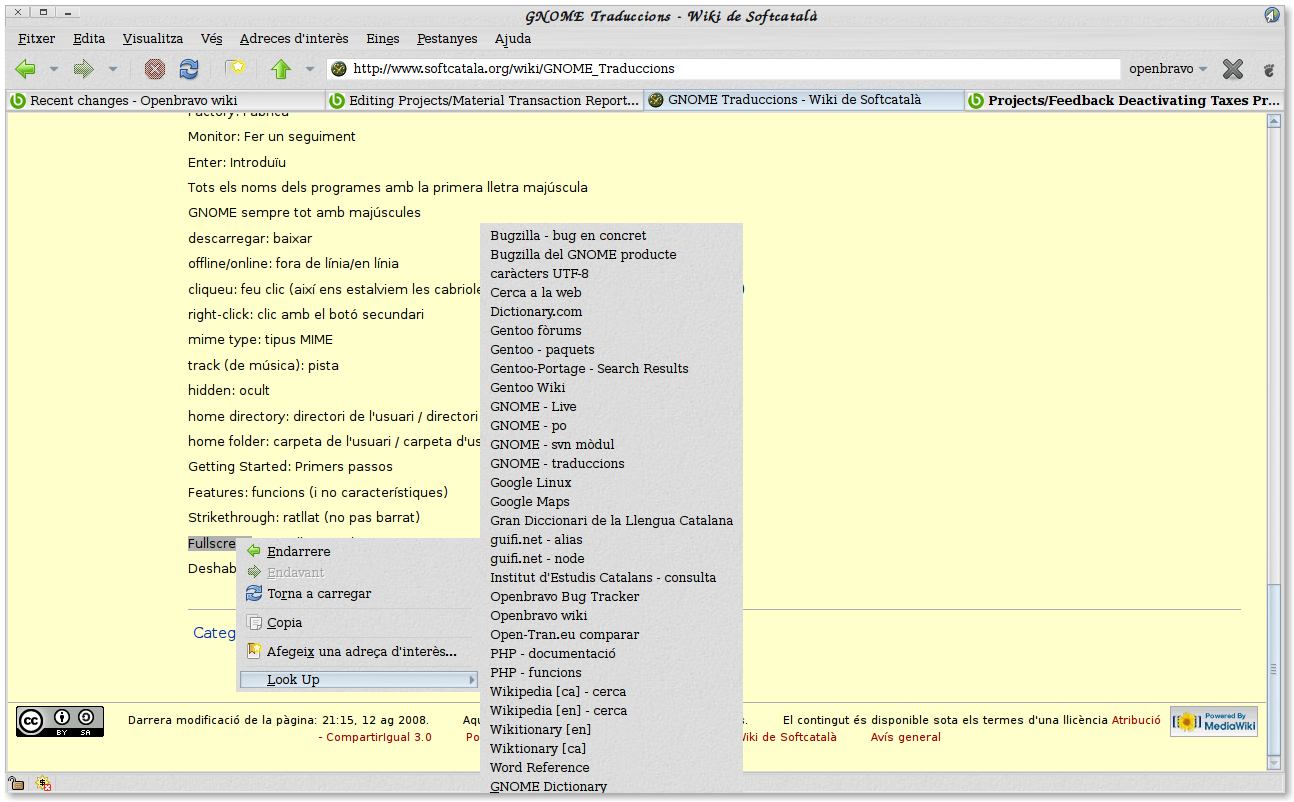 GNOME Traduccions - Wiki de Softcatalà
Fitxer Edita Visualitza Vés Adreces d'interès Eines Pestanyes Ajuda
http://www.softcatala.org/wiki/GNOME_Traduccions openbravo
Recent changes - Openbravo wiki
Editing Projects/Material Transaction Report...
GNOME Traduccions - Wiki de Softcatalà
Projects/Feedback Deactivating Taxes Pr...
Factory: Fàbrica
Monitor: Fer un seguiment
Enter: Introduïu
Tots els noms dels programes amb la primera lletra majúscula
GNOME sempre tot amb majúscules
descarregar: baixar
offline/online: fora de línia/en línia
cliqueu: feu clic (així ens estalviem les cabriole
)
right-click: clic amb el botó secundari
mime type: tipus MIME
track (de música): pista
hidden: ocult
home directory: directori de l'usuari / directori
home folder: carpeta de l'usuari / carpeta d'us
Getting Started: Primers passos
Features: funcions (i no característiques)
Strikethrough: ratllat (no pas barrat)
Fullscre
Deshab
Categ
Endarrere
Endavant
Torna a carregar
Copia
Afegeix una adreça d'interès...
Look Up
Bugzilla - bug en concret
Bugzilla del GNOME producte
caràcters UTF-8
Cerca a la web
Dictionary.com
Gentoo fòrums
Gentoo - paquets
Gentoo-Portage - Search Results
Gentoo Wiki
GNOME - Live
GNOME - po
GNOME - svn mòdul
GNOME - traduccions
Google Linux
Google Maps
Gran Diccionari de la Llengua Catalana
guifi.net - alias
guifi.net - node
Institut d'Estudis Catalans - consulta
Openbravo Bug Tracker
Openbravo wiki
Open-Tran.eu comparar
PHP - documentació
PHP - funcions
Wikipedia [ca] - cerca
Wikipedia [en] - cerca
Wikitionary [en]
Wiktionary [ca]
Word Reference
GNOME Dictionary
cc BY SA
Darrera modificació de la pàgina: 21:15, 12 ag 2008. Aqu s. El contingut és disponible sota els termes d'una llicència Atribució
- CompartirIgual 3.0 Po Wiki de Softcatalà Avís general
Powered By
MediaWiki